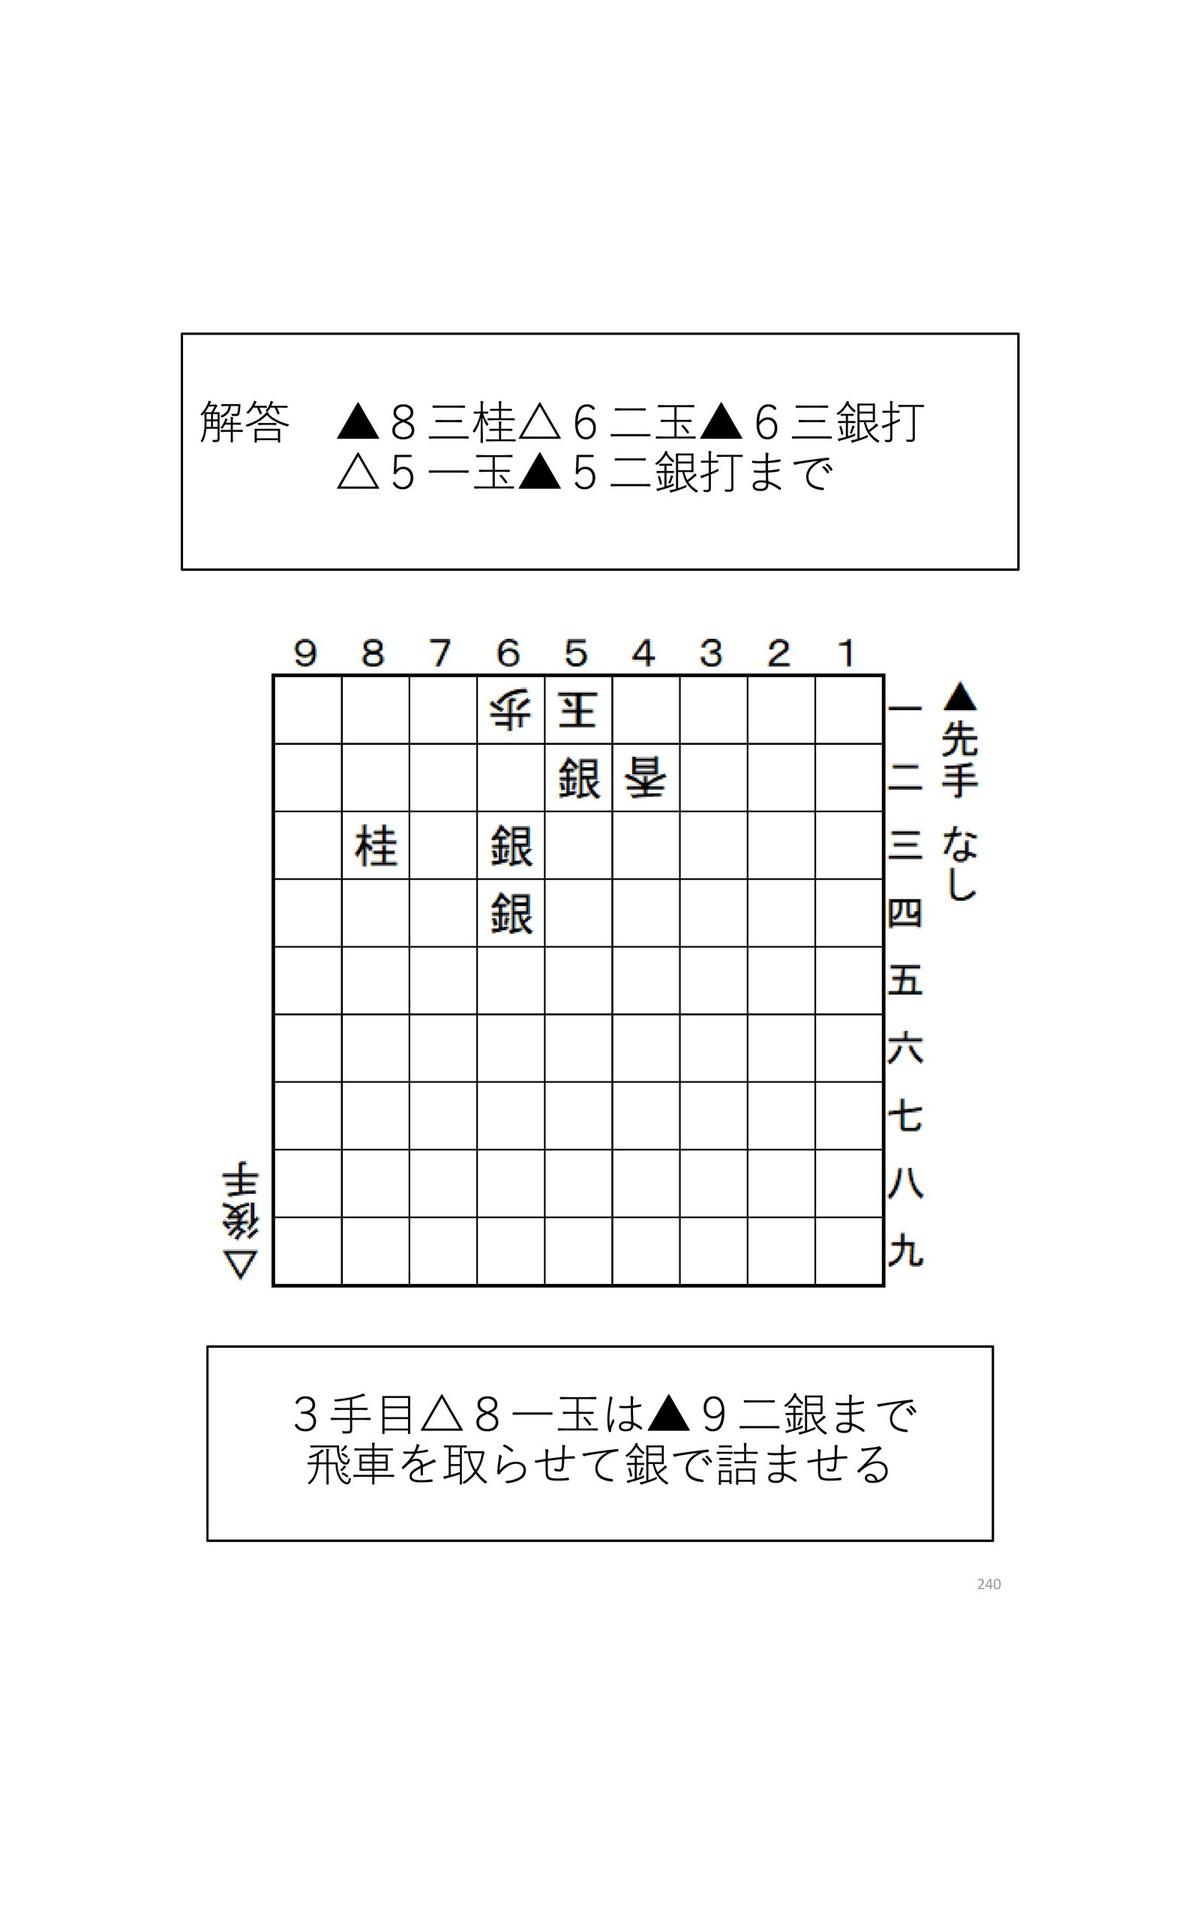 解答　▲８三桂△６二玉▲６三銀打
△５一玉▲５二銀打まで
9 8 7 6 5 4 3 2 1
歩 王 一
銀 香 二
桂 銀 三
銀 四
五
六
七
八
九
▲先手 なし
△後手
３手目△８一玉は▲９二銀まで
飛車を取らせて銀で詰ませる
240